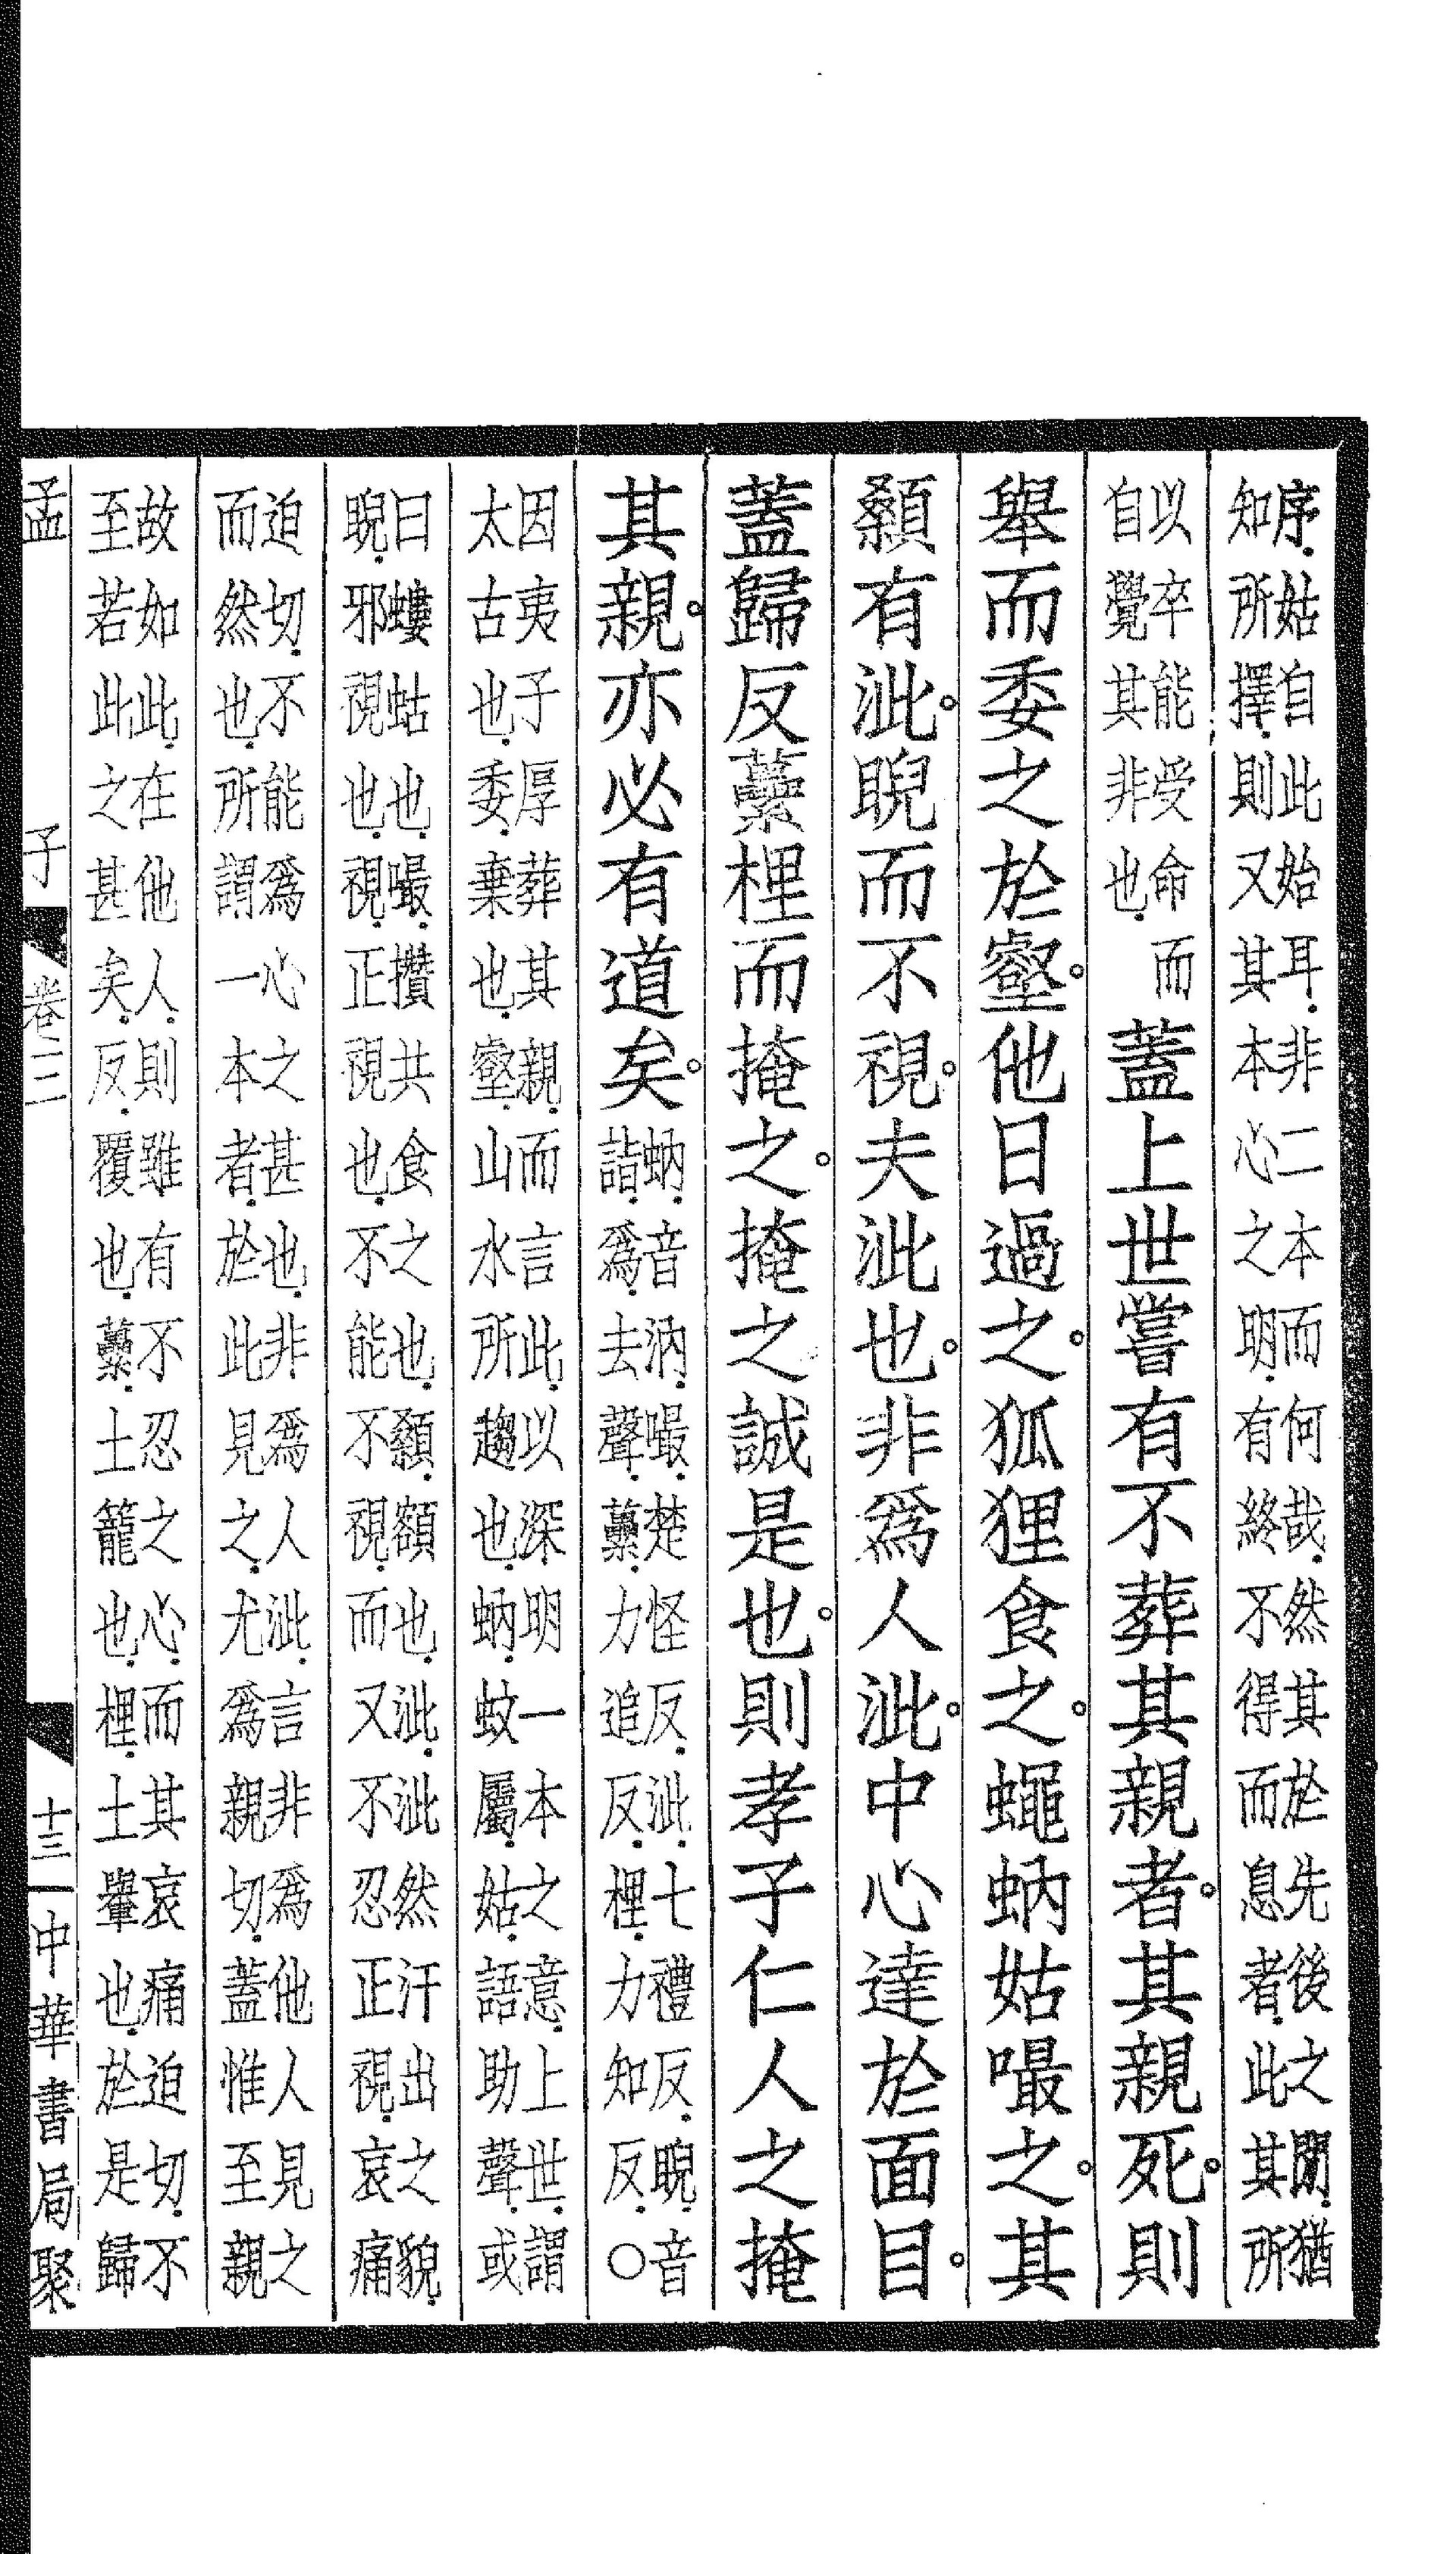 序.姑自此始耳.非二本而何哉.然其於先後之閒.猶
知所擇.則又其本心之明.有終不得而息者.此其所
以卒能受命而
自覺其非也.
蓋上世嘗有不葬其親者。其親死。則
舉而委之於壑。他日過之。狐狸食之。蠅蚋姑嘬之。其
顙有泚。睨而不視。夫泚也。非爲人泚。中心達於面目。
蓋歸反虆梩而掩之。掩之誠是也。則孝子仁人之掩
其親。亦必有道矣。
蚋.音汭.嘬.楚怪反.泚.七禮反.睨.音
詣.爲.去聲.虆.力追反.梩.力知反.○
因夷子厚葬其親.而言此.以深明一本之意.上世.謂
太古也.委.棄也.壑.山水所趨也.蚋.蚊屬.姑.語助聲.或
曰螻蛄也.嘬.攢共食之也.顙.額也.泚.泚然汗出之貌.
睨.邪視也.視.正視也.不能不視.而又不忍正視.哀痛
迫切.不能爲心之甚也.非爲人泚.言非爲他人見之
而然也.所謂一本者.於此見之.尤爲親切.蓋惟至親
故如此.在他人.則雖有不忍之心.而其哀痛迫切.不
至若此之甚矣.反.覆也.虆.土籠也.梩.土轝也.於是歸
孟子 卷三 十三 中華書局聚